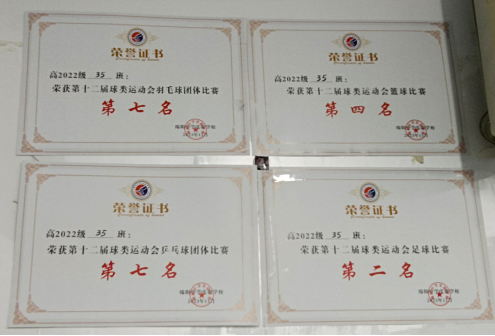 荣誉证书
高2022级 35 班：
荣获第十二届球类运动会羽毛球团体比赛
第七名
荣誉证书
高2022级 35 班：
荣获第十二届球类运动会篮球比赛
第四名
荣誉证书
高2022级 35 班：
荣获第十二届球类运动会乒乓球团体比赛
第七名
荣誉证书
高2022级 35 班：
荣获第十二届球类运动会足球比赛
第二名